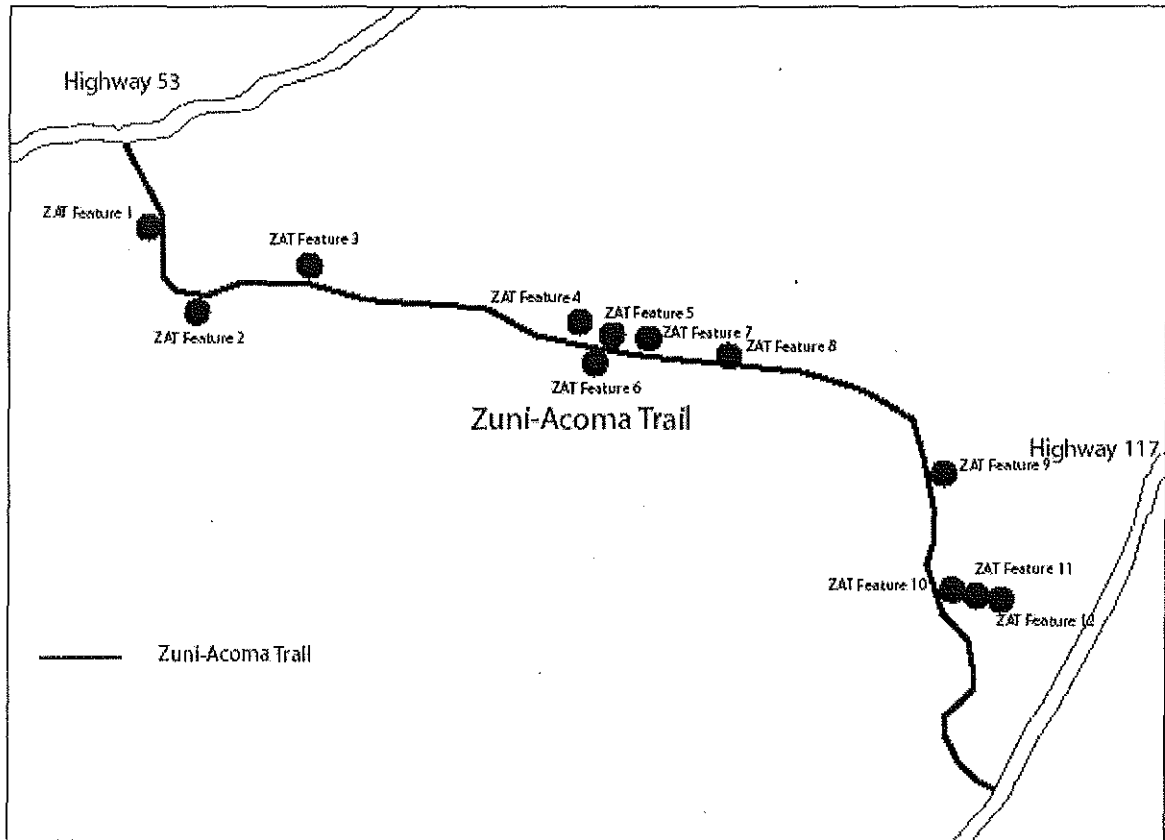 Highway 53
ZAT Feature 1
ZAT Feature 3
ZAT Feature 2
ZAT Feature 4
ZAT Feature 5
ZAT Feature 7
ZAT Feature 8
ZAT Feature 6
Zuni-Acoma Trail
Highway 117
ZAT Feature 9
ZAT Feature 11
ZAT Feature 10
ZAT Feature 12
Zuni-Acoma Trail